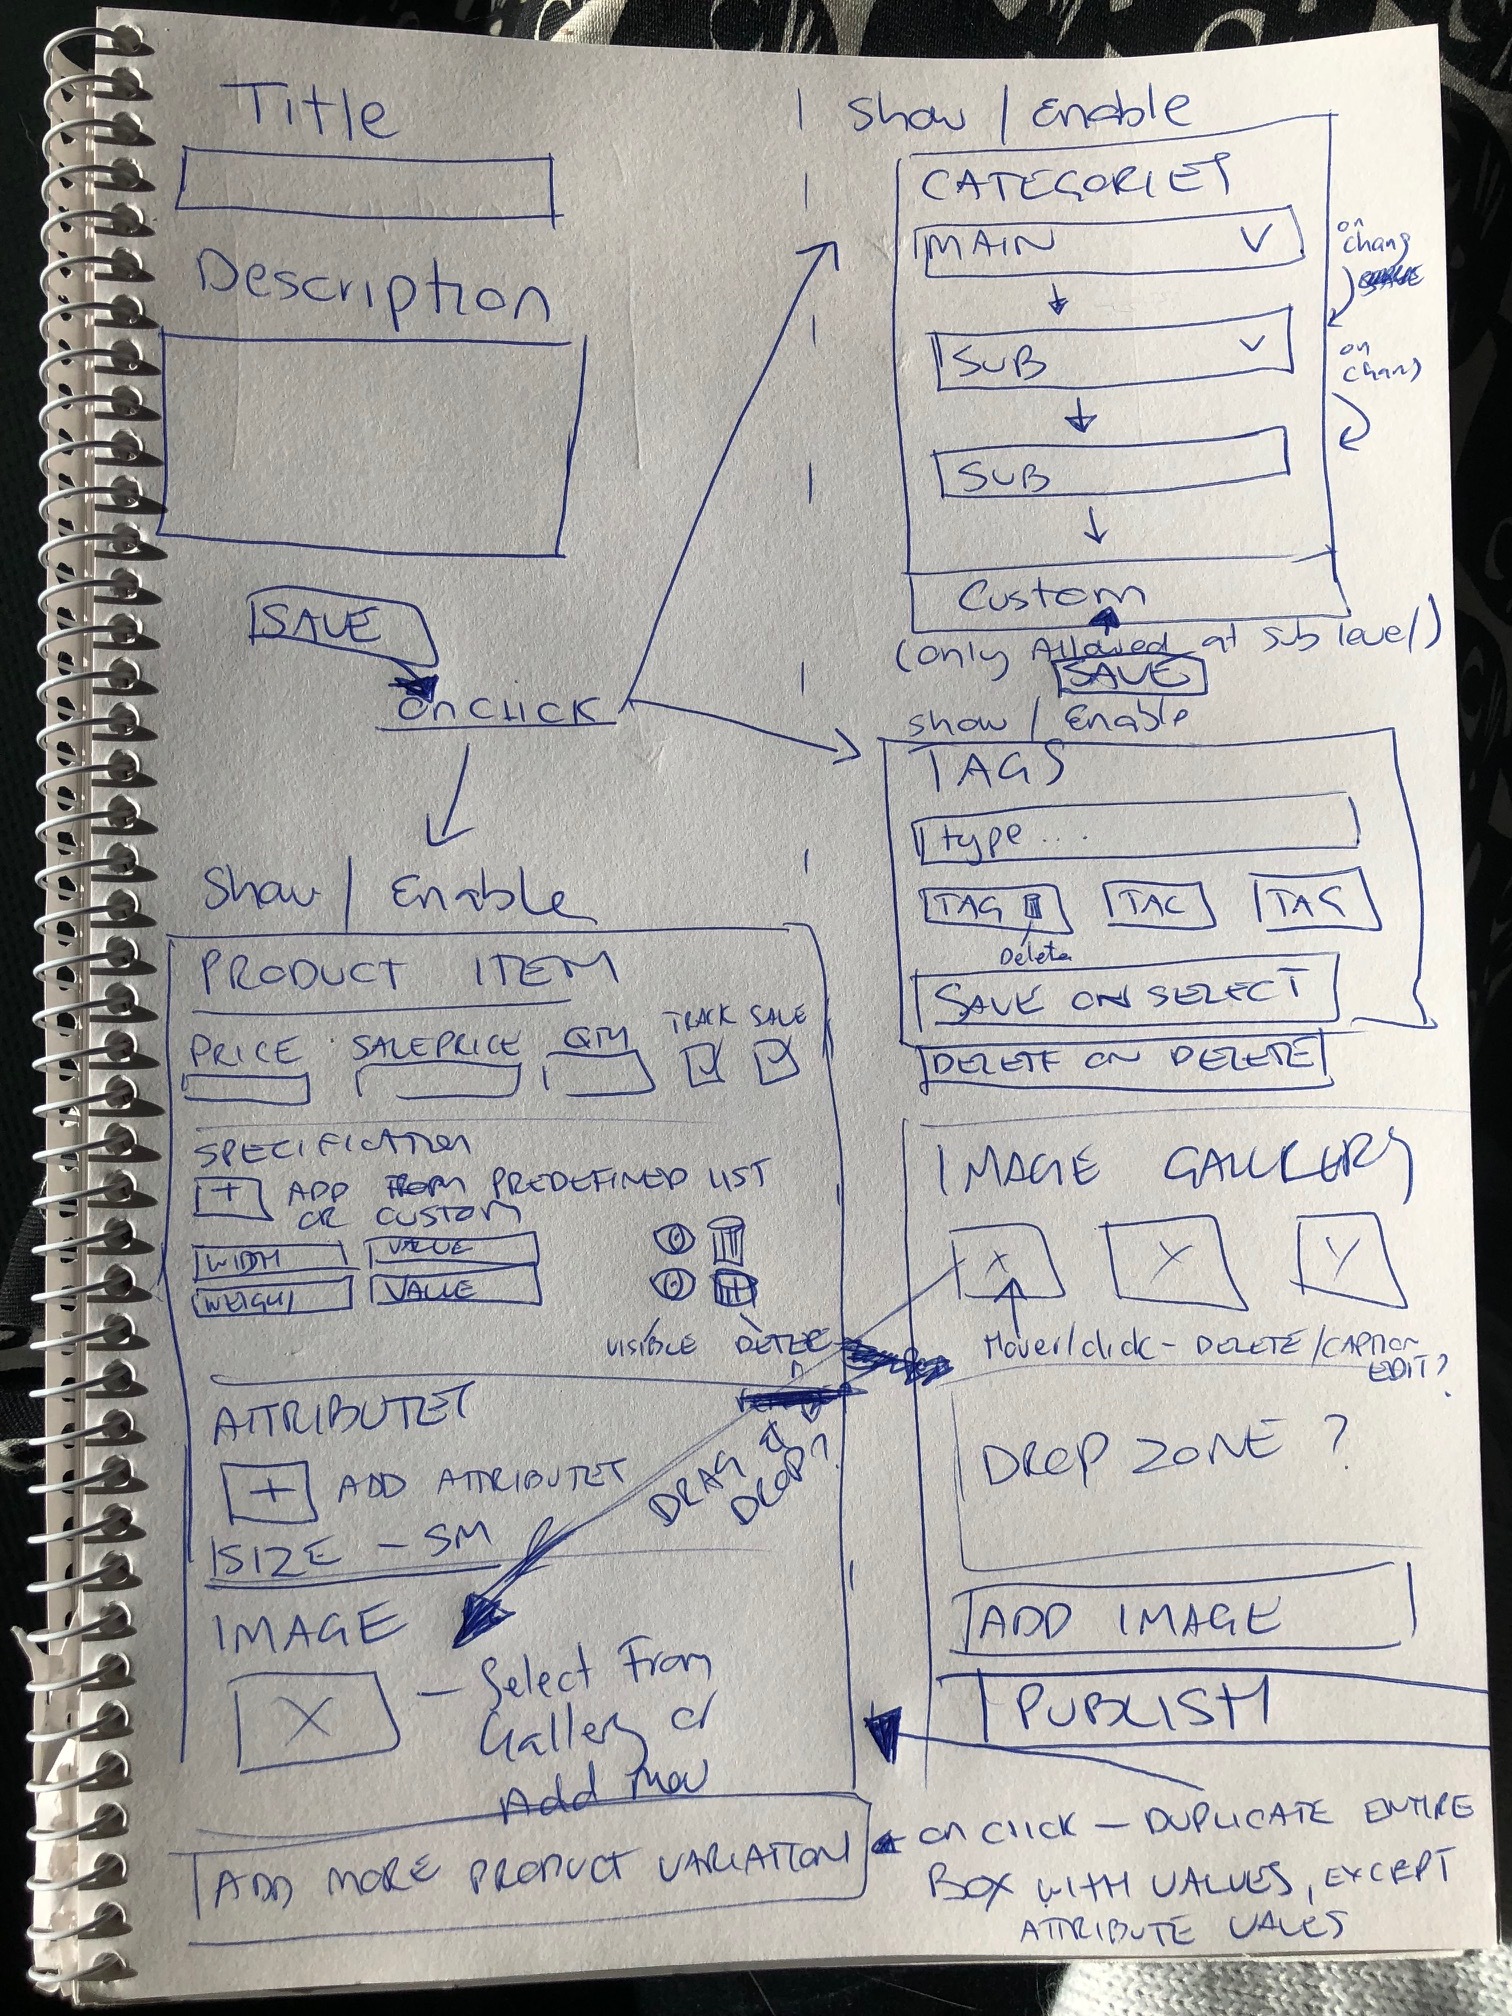 Title
Description
SAVE
onclick
Show / Enable
PRODUCT ITEM
PRICE SALEPRICE QTY TRACK SALE
SPECIFICATION
+ ADD FROM PREDEFINED LIST
OR CUSTOM
WIDTH VALUE
WEIGHT VALUE
VISIBLE DELETE
ATTRIBUTES
+ ADD ATTRIBUTES
DRAG
DROP?
SIZE - SM
IMAGE
X - Select From
Gallery or
Add new
ADD MORE PRODUCT VARIATION
Show / Enable
CATEGORIES
MAIN
on
chang
SUB
on
chang
SUB
Custom
(only Allowed at sub level)
SAVE
show / Enable
TAGS
type ...
TAG TAG TAG
Delete
SAVE ON SELECT
DELETE ON DELETE
IMAGE GALLERY
X X Y
Hover/click - DELETE/CAPTION
EDIT?
DROP ZONE ?
ADD IMAGE
PUBLISH
on click - DUPLICATE ENTIRE
BOX WITH VALUES, EXCEPT
ATTRIBUTE VALUES